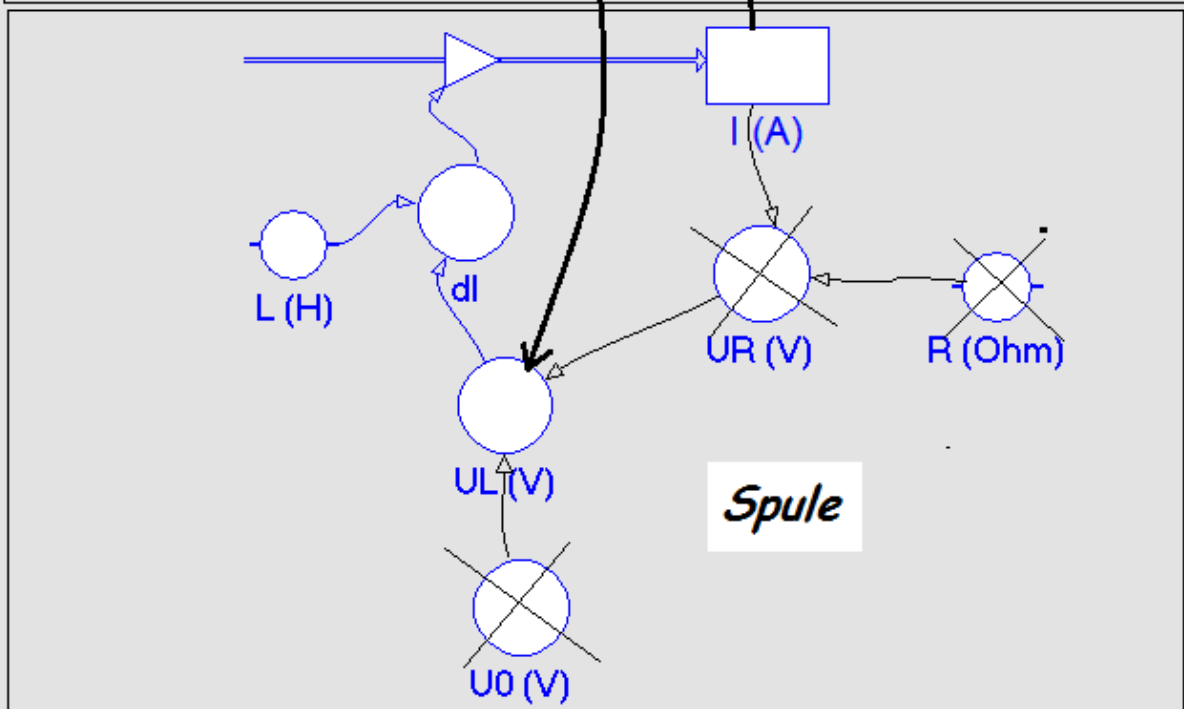 I (A)
L (H)
dI
UR (V)
R (Ohm)
UL (V)
Spule
U0 (V)